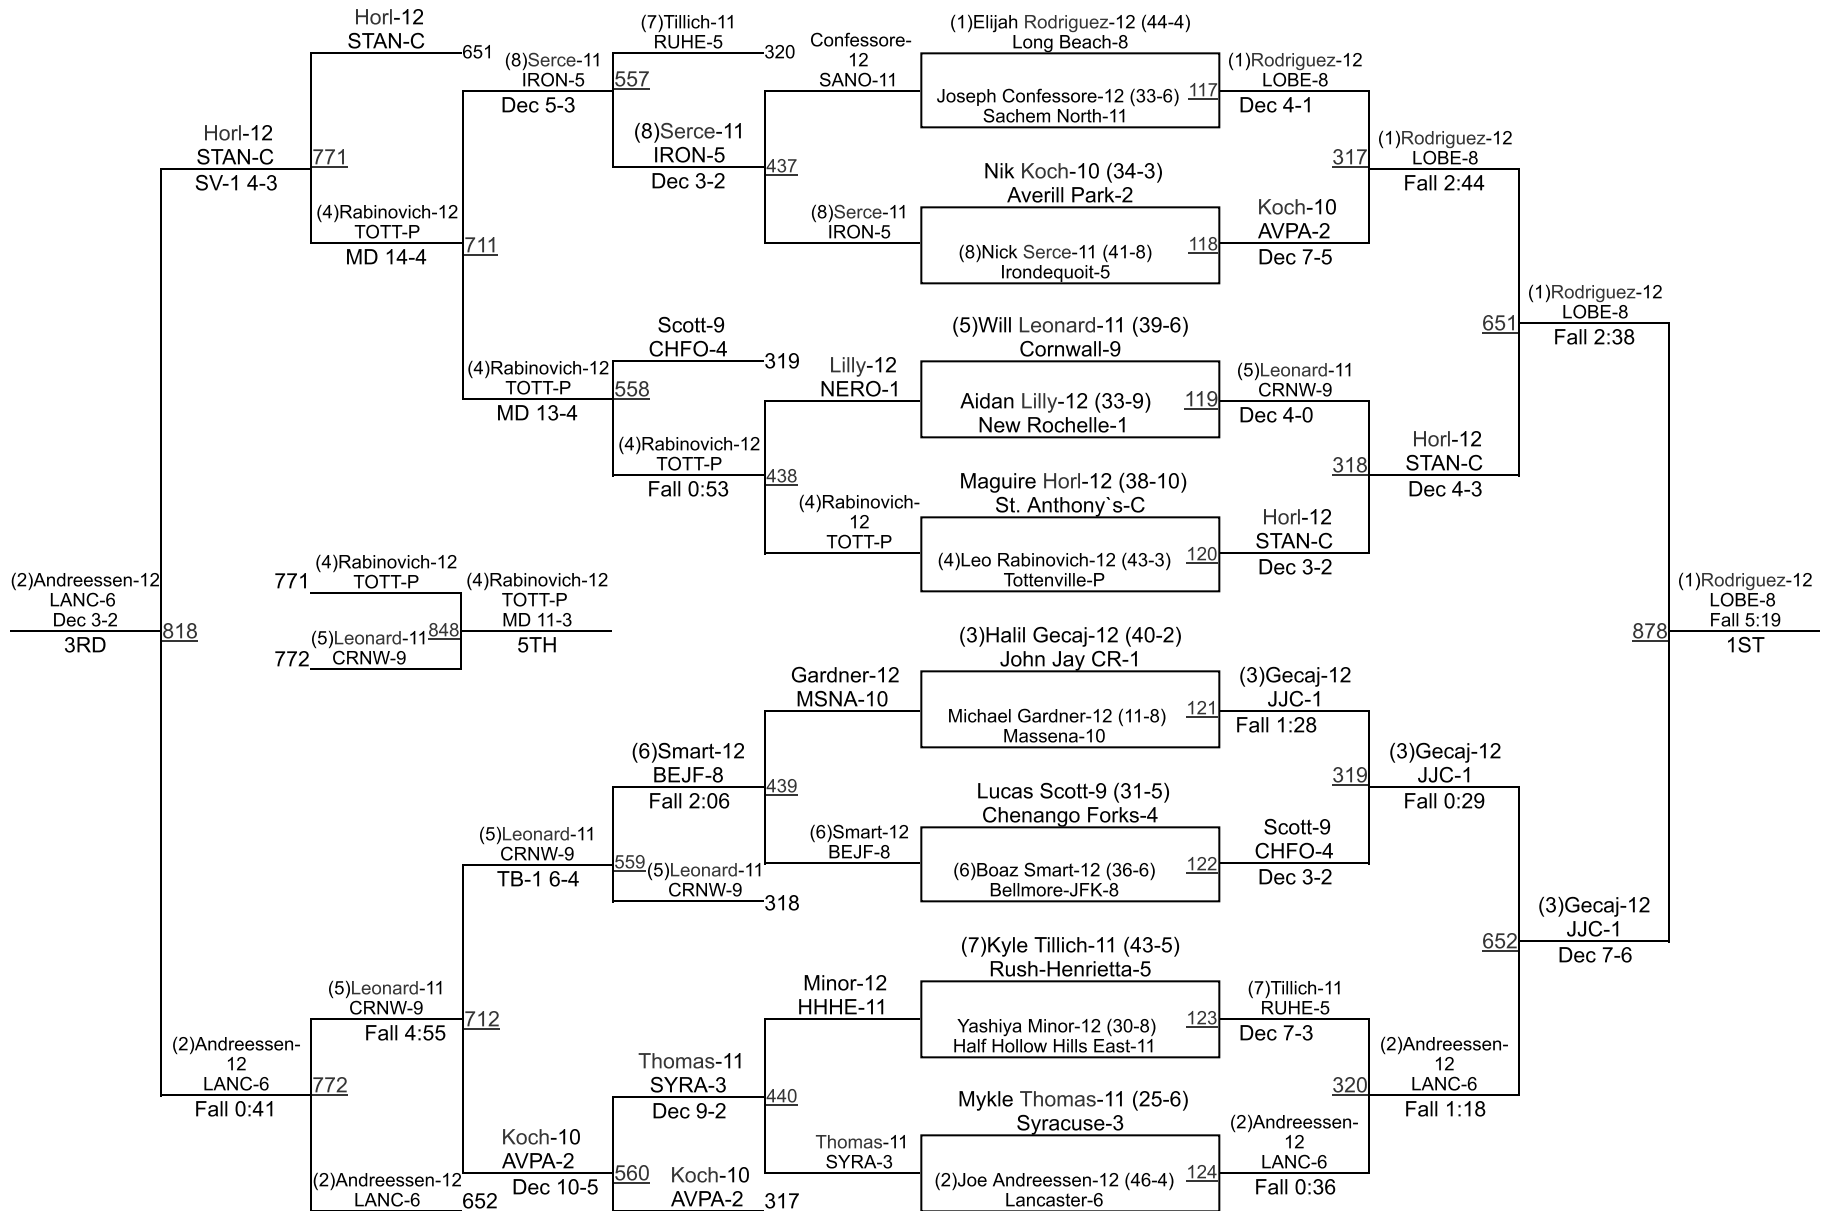 Horl-12
STAN-C
651
(7)Tillich-11
RUHE-5
320
(8)Serce-11
IRON-5
557
Dec 5-3
Confessore-
12
SANO-11
(1)Elijah Rodriguez-12 (44-4)
Long Beach-8
Joseph Confessore-12 (33-6)
117
Sachem North-11
(1)Rodriguez-12
LOBE-8
Dec 4-1
Horl-12
STAN-C
771
SV-1 4-3
(8)Serce-11
IRON-5
437
Dec 3-2
(1)Rodriguez-12
317
LOBE-8
Fall 2:44
Nik Koch-10 (34-3)
Averill Park-2
(4)Rabinovich-12
TOTT-P
711
MD 14-4
(8)Serce-11
IRON-5
(8)Nick Serce-11 (41-8)
118
Irondequoit-5
Koch-10
AVPA-2
Dec 7-5
(1)Rodriguez-12
LOBE-8
651
Fall 2:38
Scott-9
CHFO-4
319
(5)Will Leonard-11 (39-6)
Cornwall-9
(4)Rabinovich-12
TOTT-P
558
MD 13-4
Lilly-12
NERO-1
Aidan Lilly-12 (33-9)
119
New Rochelle-1
(5)Leonard-11
CRNW-9
Dec 4-0
(4)Rabinovich-12
TOTT-P
438
Fall 0:53
Horl-12
STAN-C
318
Dec 4-3
Maguire Horl-12 (38-10)
St. Anthony`s-C
(4)Rabinovich-
12
TOTT-P
(4)Leo Rabinovich-12 (43-3)
120
Tottenville-P
Horl-12
STAN-C
Dec 3-2
(2)Andreessen-12
LANC-6
Dec 3-2
818
3RD
771
(4)Rabinovich-12
TOTT-P
772
(5)Leonard-11
848
CRNW-9
(4)Rabinovich-12
TOTT-P
MD 11-3
5TH
(1)Rodriguez-12
LOBE-8
Fall 5:19
878
1ST
(3)Halil Gecaj-12 (40-2)
John Jay CR-1
Gardner-12
MSNA-10
Michael Gardner-12 (11-8)
121
Massena-10
(3)Gecaj-12
JJC-1
Fall 1:28
(6)Smart-12
BEJF-8
439
Fall 2:06
(3)Gecaj-12
319
JJC-1
Fall 0:29
Lucas Scott-9 (31-5)
Chenango Forks-4
(5)Leonard-11
CRNW-9
559
TB-1 6-4
(5)Leonard-11
CRNW-9
318
(6)Smart-12
BEJF-8
(6)Boaz Smart-12 (36-6)
122
Bellmore-JFK-8
Scott-9
CHFO-4
Dec 3-2
(3)Gecaj-12
JJC-1
652
Dec 7-6
(7)Kyle Tillich-11 (43-5)
Rush-Henrietta-5
(5)Leonard-11
CRNW-9
712
Fall 4:55
Minor-12
HHHE-11
Yashiya Minor-12 (30-8)
123
Half Hollow Hills East-11
(7)Tillich-11
RUHE-5
Dec 7-3
(2)Andreessen-
12
LANC-6
772
Fall 0:41
Thomas-11
SYRA-3
440
Dec 9-2
(2)Andreessen-
12
LANC-6
320
Fall 1:18
Mykle Thomas-11 (25-6)
Syracuse-3
(2)Andreessen-12
LANC-6
652
Koch-10
AVPA-2
560
Dec 10-5
Koch-10
AVPA-2
317
Thomas-11
SYRA-3
(2)Joe Andreessen-12 (46-4)
124
Lancaster-6
(2)Andreessen-
12
LANC-6
Fall 0:36